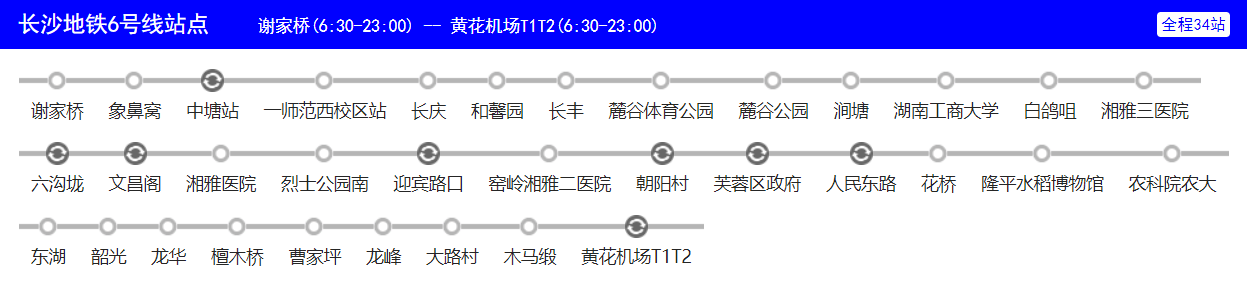 长沙地铁6号线站点 谢家桥(6:30-23:00) -- 黄花机场T1T2(6:30-23:00) 全程34站
谢家桥 象鼻窝 中塘站 一师范西校区站 长庆 和馨园 长丰 麓谷体育公园 麓谷公园 涧塘 湖南工商大学 白鸽咀 湘雅三医院
六沟垅 文昌阁 湘雅医院 烈士公园南 迎宾路口 窑岭湘雅二医院 朝阳村 芙蓉区政府 人民东路 花桥 隆平水稻博物馆 农科院农大
东湖 韶光 龙华 檀木桥 曹家坪 龙峰 大路村 木马塅 黄花机场T1T2